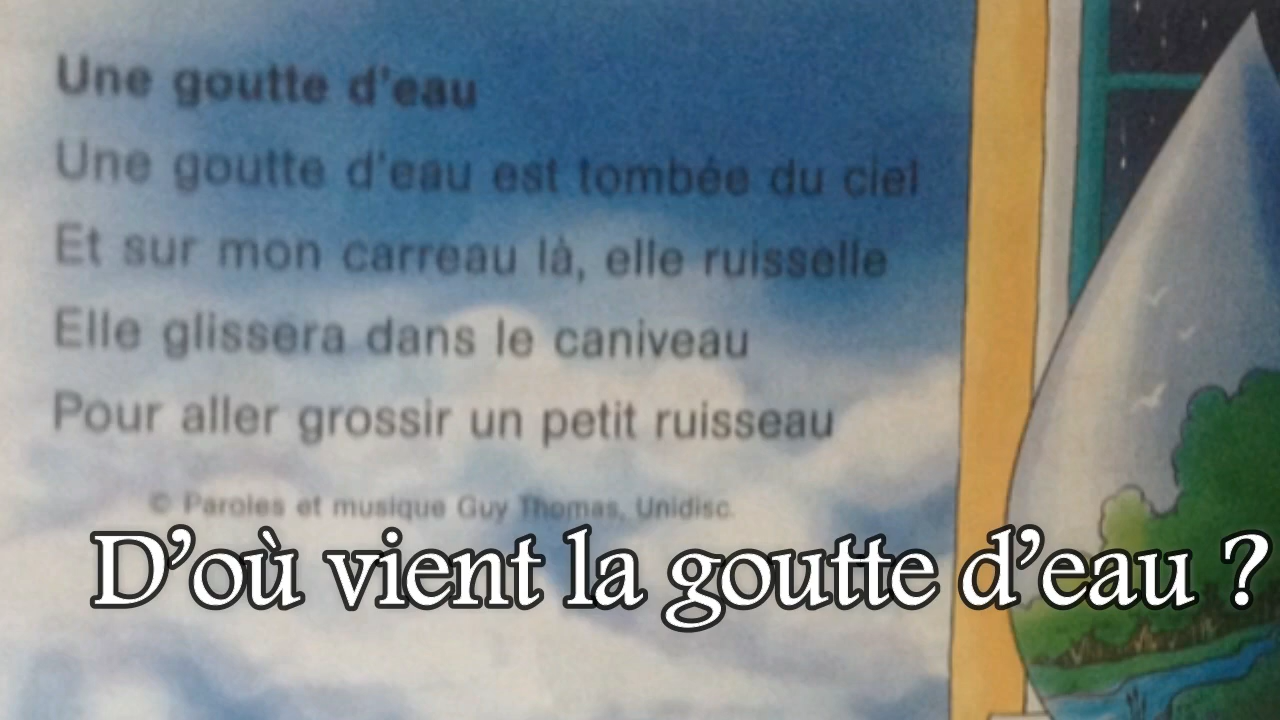 Une goutte d'eau
Une goutte d'eau est tombée du ciel
Et sur mon carreau là, elle ruisselle
Elle glissera dans le caniveau
Pour aller grossir un petit ruisseau
© Paroles et musique Guy Thomas, Unidisc.
D'où vient la goutte d'eau ?